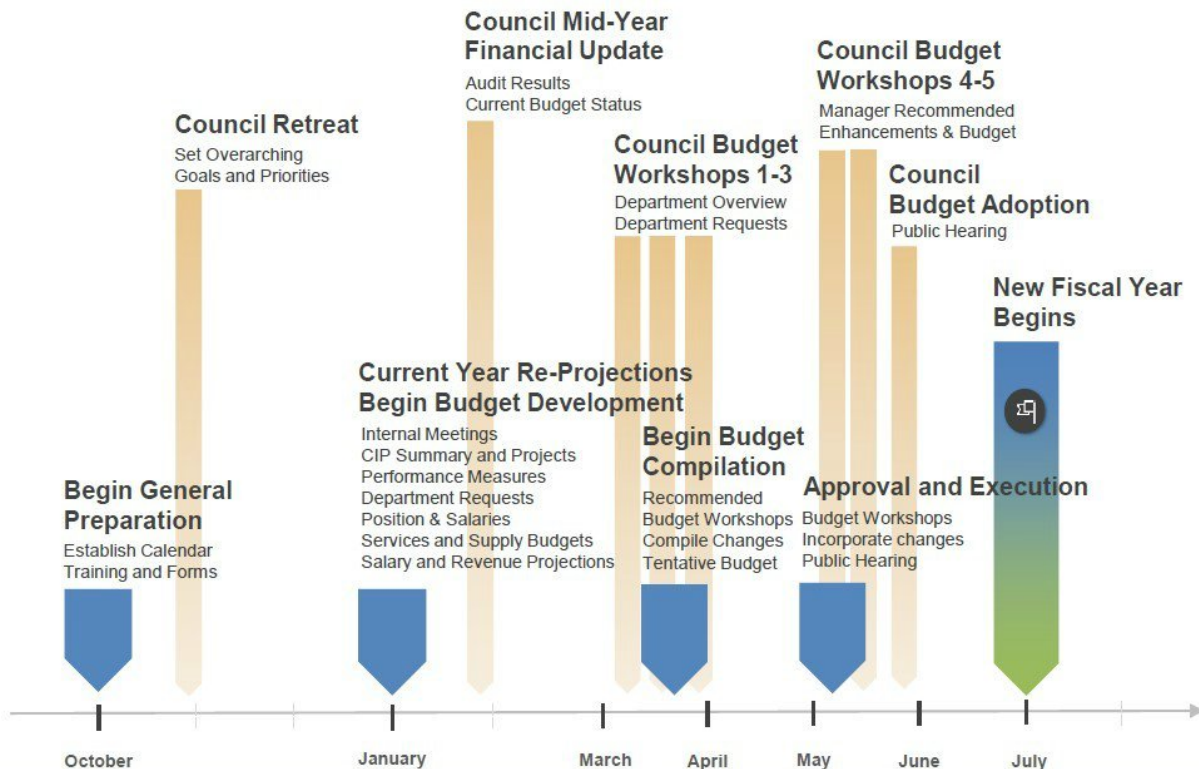 Council Mid-Year
Financial Update
Audit Results
Current Budget Status
Council Budget
Workshops 4-5
Manager Recommended
Enhancements & Budget
Council Retreat
Set Overarching
Goals and Priorities
Council Budget
Workshops 1-3
Department Overview
Department Requests
Council
Budget Adoption
Public Hearing
New Fiscal Year
Begins
Current Year Re-Projections
Begin Budget Development
Internal Meetings
CIP Summary and Projects
Performance Measures
Department Requests
Position & Salaries
Services and Supply Budgets
Salary and Revenue Projections
Begin Budget
Compilation
Recommended
Budget Workshops
Compile Changes
Tentative Budget
Approval and Execution
Budget Workshops
Incorporate changes
Public Hearing
Begin General
Preparation
Establish Calendar
Training and Forms
October
January
March
April
May
June
July